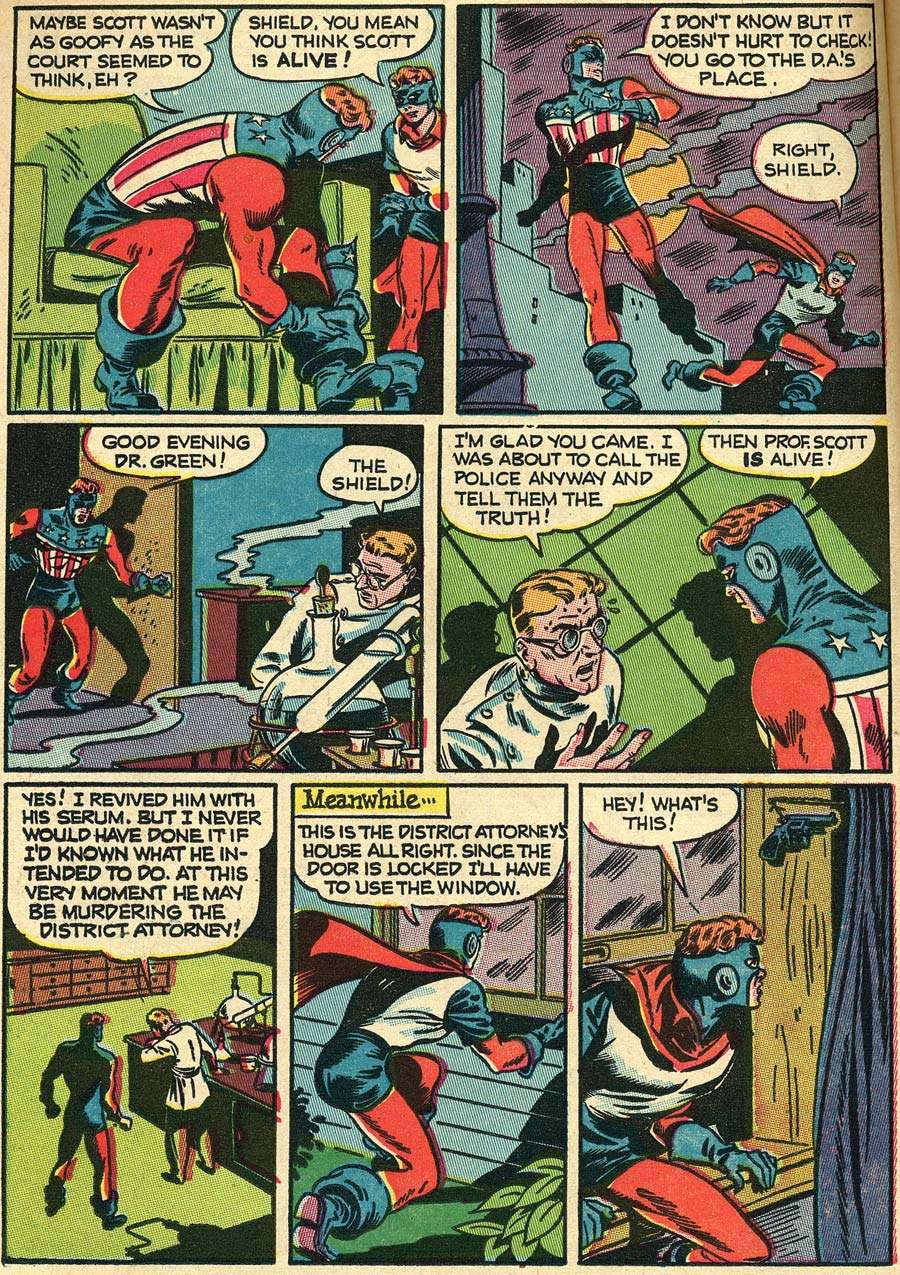 MAYBE SCOTT WASN'T
AS GOOFY AS THE
COURT SEEMED TO
THINK, EH?
SHIELD, YOU MEAN
YOU THINK SCOTT
IS ALIVE!
I DON'T KNOW BUT IT
DOESN'T HURT TO CHECK!
YOU GO TO THE D.A.'S
PLACE.
RIGHT,
SHIELD.
GOOD EVENING
DR. GREEN!
THE
SHIELD!
I'M GLAD YOU CAME. I
WAS ABOUT TO CALL THE
POLICE ANYWAY AND
TELL THEM THE
TRUTH!
THEN PROF. SCOTT
IS ALIVE!
YES! I REVIVED HIM WITH
HIS SERUM. BUT I NEVER
WOULD HAVE DONE IT IF
I'D KNOWN WHAT HE IN-
TENDED TO DO. AT THIS
VERY MOMENT HE MAY
BE MURDERING THE
DISTRICT ATTORNEY!
Meanwhile...
THIS IS THE DISTRICT ATTORNEY'S
HOUSE ALL RIGHT. SINCE THE
DOOR IS LOCKED I'LL HAVE
TO USE THE WINDOW.
HEY! WHAT'S
THIS!